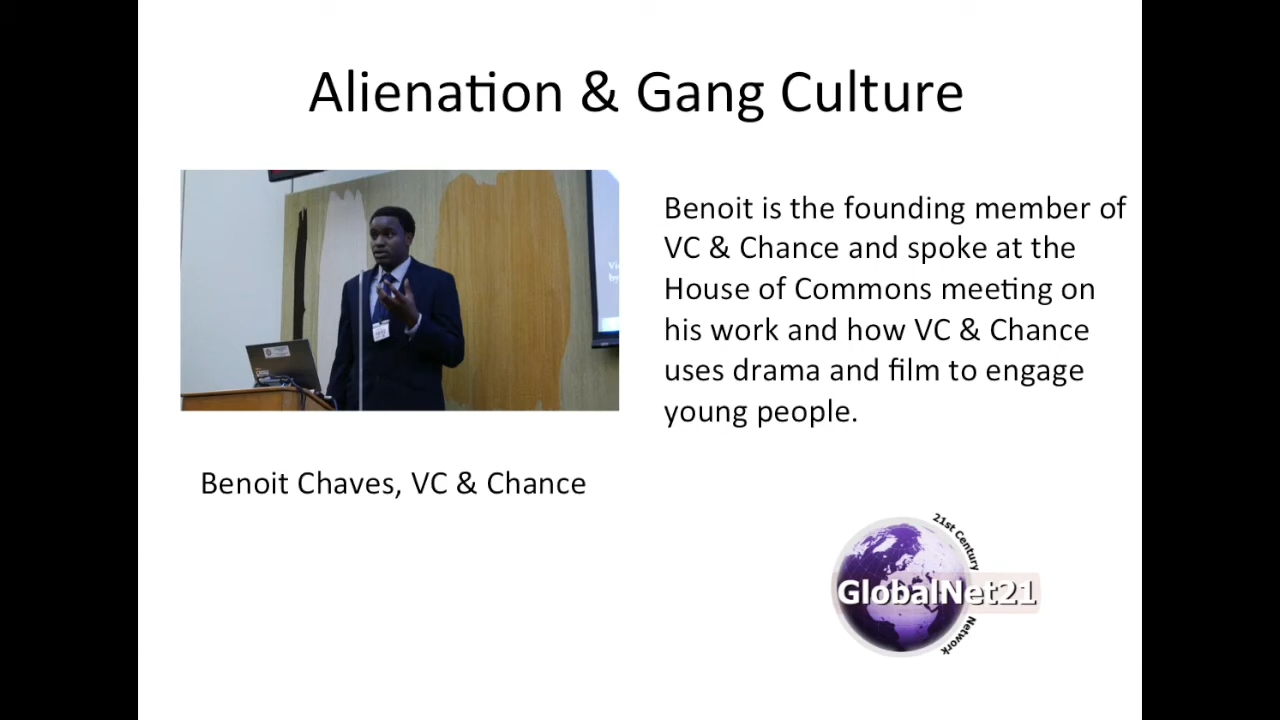 Alienation & Gang Culture
Benoit is the founding member of
VC & Chance and spoke at the
House of Commons meeting on
his work and how VC & Chance
uses drama and film to engage
young people.
Benoit Chaves, VC & Chance
21st Century
GlobalNet21
Network